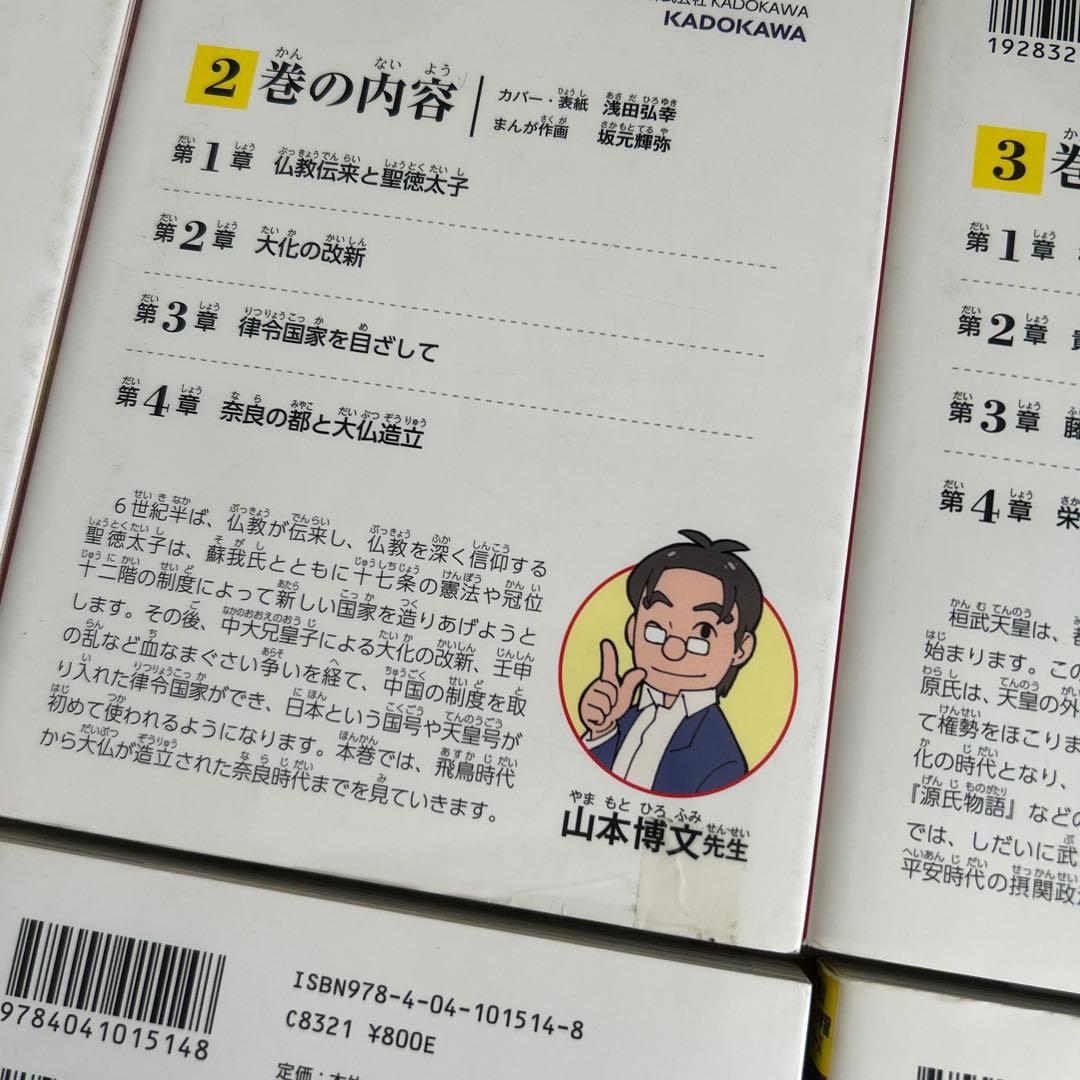 KADOKAWA
KADOKAWA
2巻の内容
カバー・表紙 浅田弘幸
まんが作画 坂元輝弥
第1章 仏教伝来と聖徳太子
第2章 大化の改新
第3章 律令国家を目ざして
第4章 奈良の都と大仏造立
6世紀半ば、仏教が伝来し、仏教を深く信仰する
聖徳太子は、蘇我氏とともに十七条の憲法や冠位
十二階の制度によって新しい国家を造りあげようと
します。その後、中大兄皇子による大化の改新、壬申
の乱など血なまぐさい争いを経て、中国の制度を取
り入れた律令国家ができ、日本という国号や天皇号が
初めて使われるようになります。本巻では、飛鳥時代
から大仏が造立された奈良時代までを見ていきます。
山本博文先生
192832
3巻
第1章
第2章
第3章 藤
第4章 栄
桓武天皇は、都
始まります。この
原氏は、天皇の外
て権勢をほこりま
化の時代となり、
『源氏物語』などの
では、しだいに武
平安時代の摂関政
9784041015148
ISBN978-4-04-101514-8
C8321 ¥800E
定価：本体